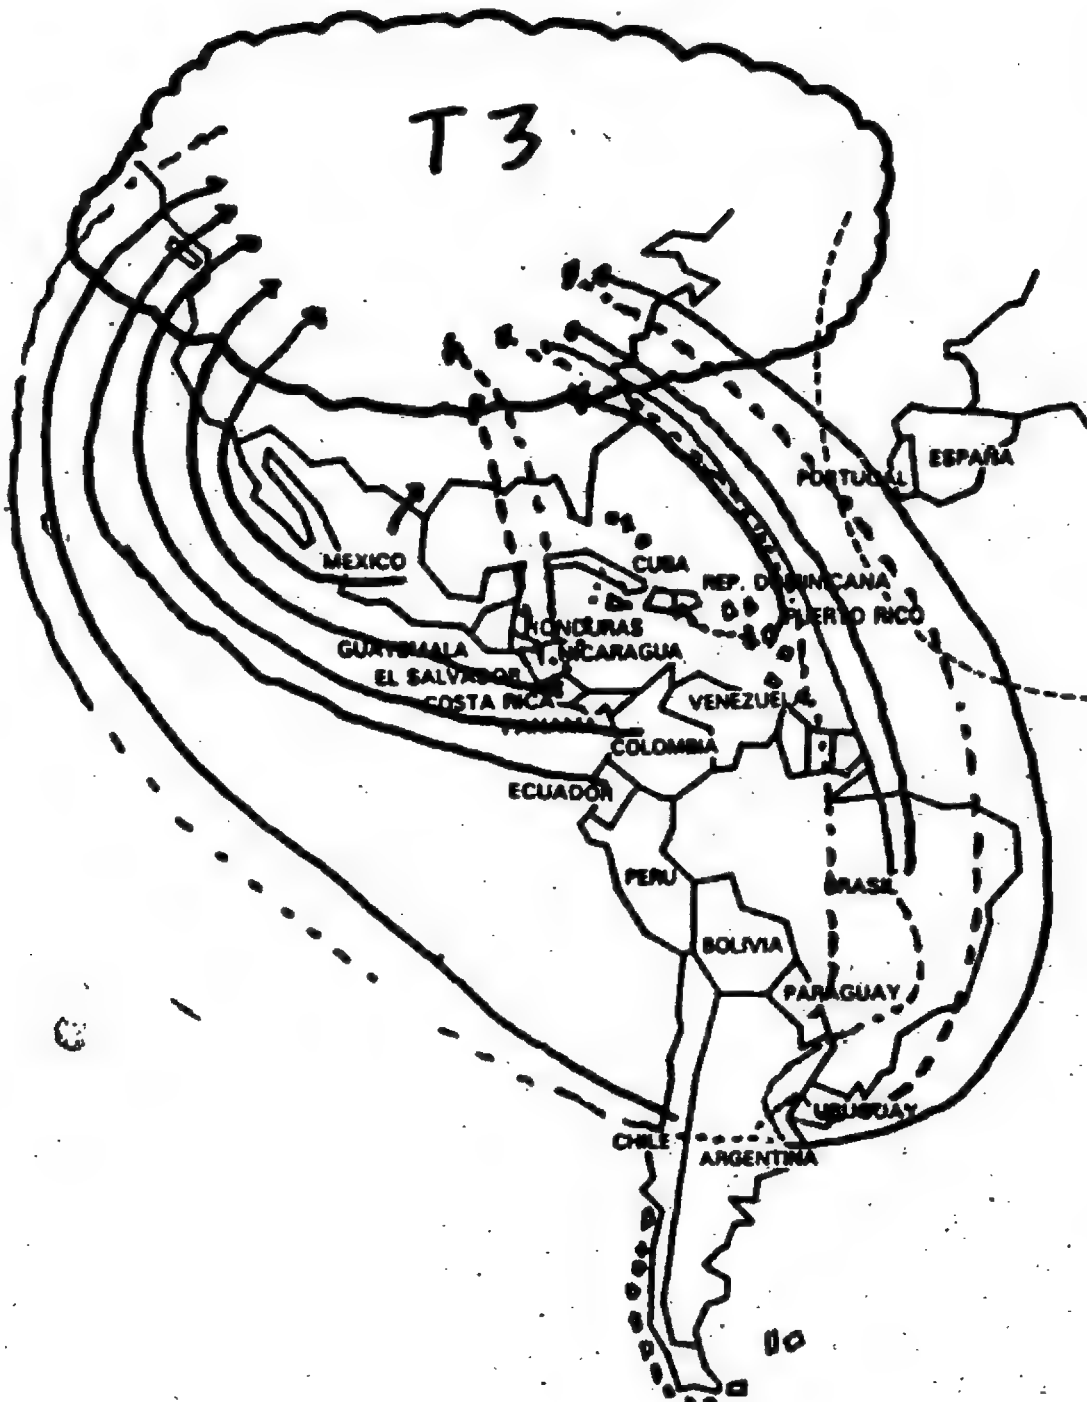 T3
ESPAÑA
PORTUGAL
MEXICO
CUBA
REP. DOMINICANA
PUERTO RICO
HONDURAS
GUATEMALA
NICARAGUA
EL SALVADOR
COSTA RICA
VENEZUELA
PANAMA
COLOMBIA
ECUADOR
PERU
BRASIL
BOLIVIA
PARAGUAY
URUGUAY
CHILE
ARGENTINA